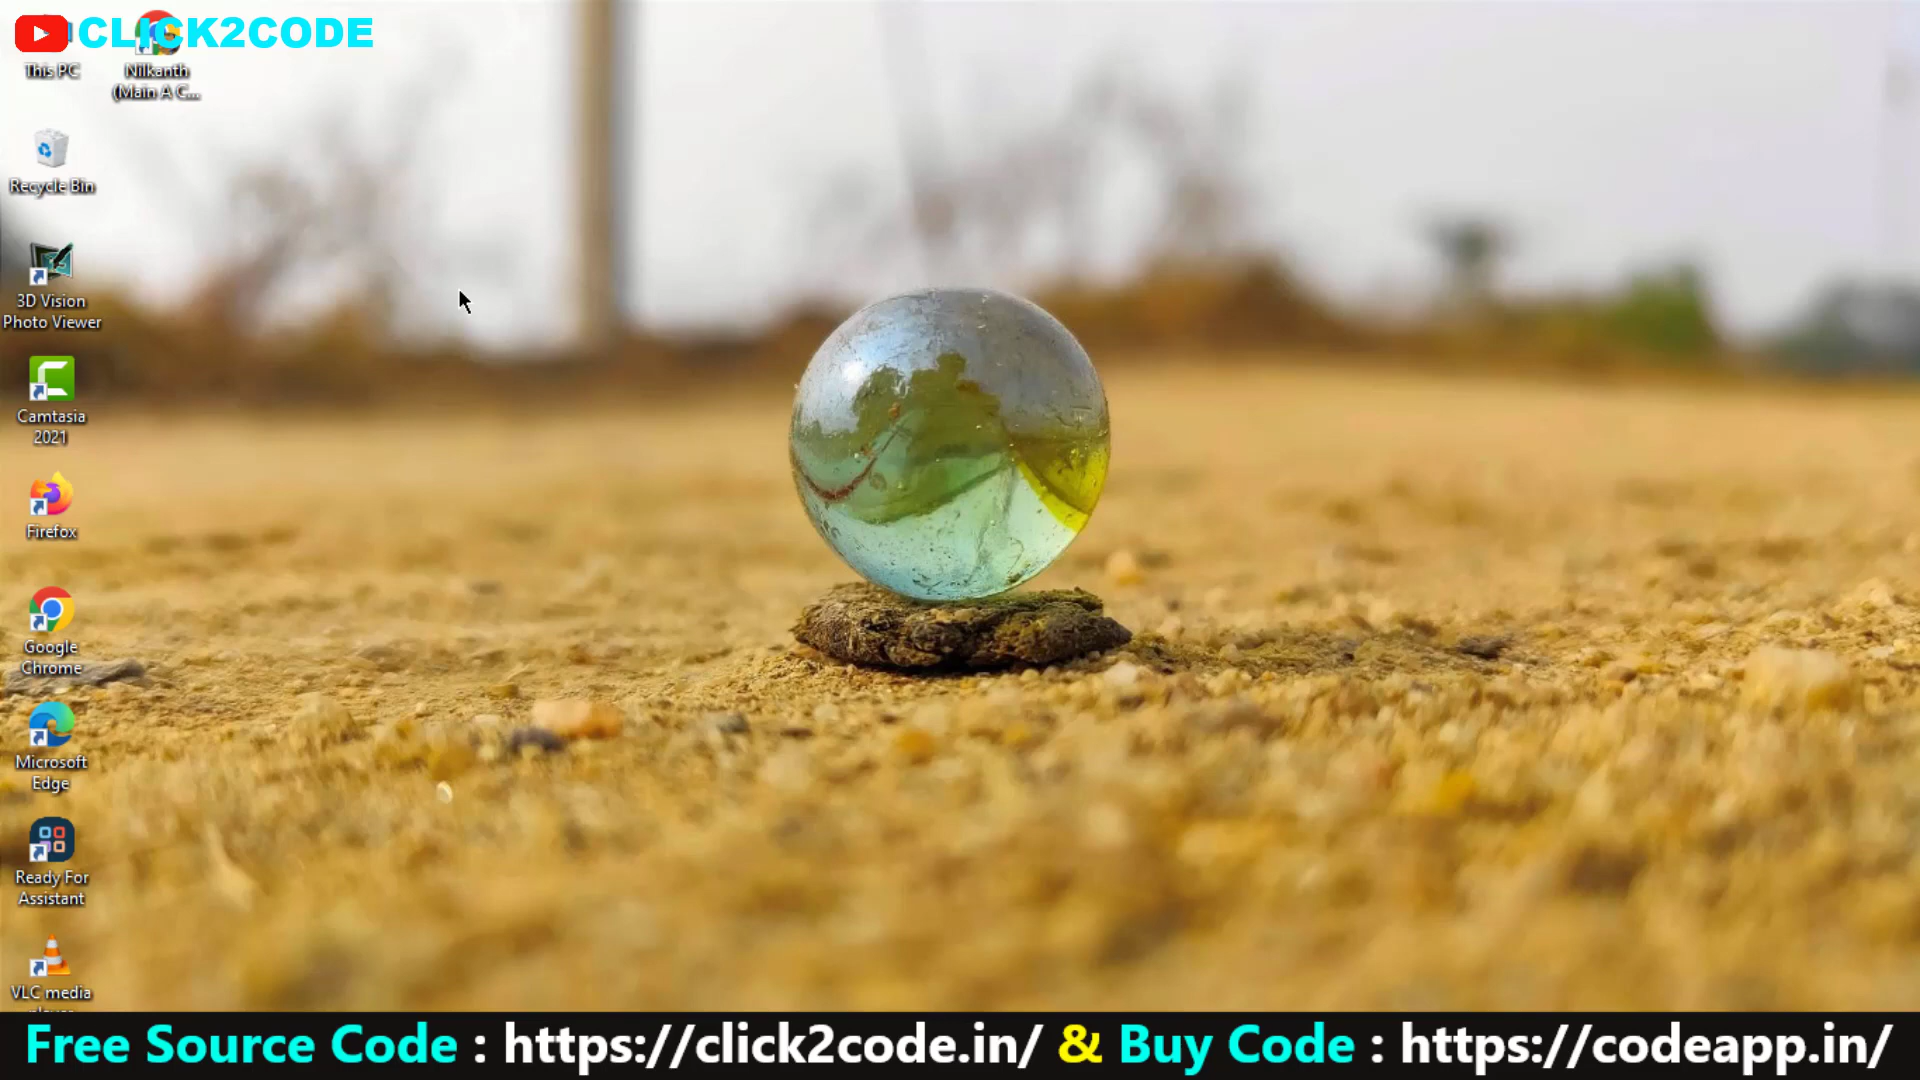 CLICK2CODE
This PC
Nilkanth
(Main A C...
Recycle Bin
3D Vision
Photo Viewer
Camtasia
2021
Firefox
Google
Chrome
Microsoft
Edge
Ready For
Assistant
VLC media
Free Source Code : https://click2code.in/ & Buy Code : https://codeapp.in/